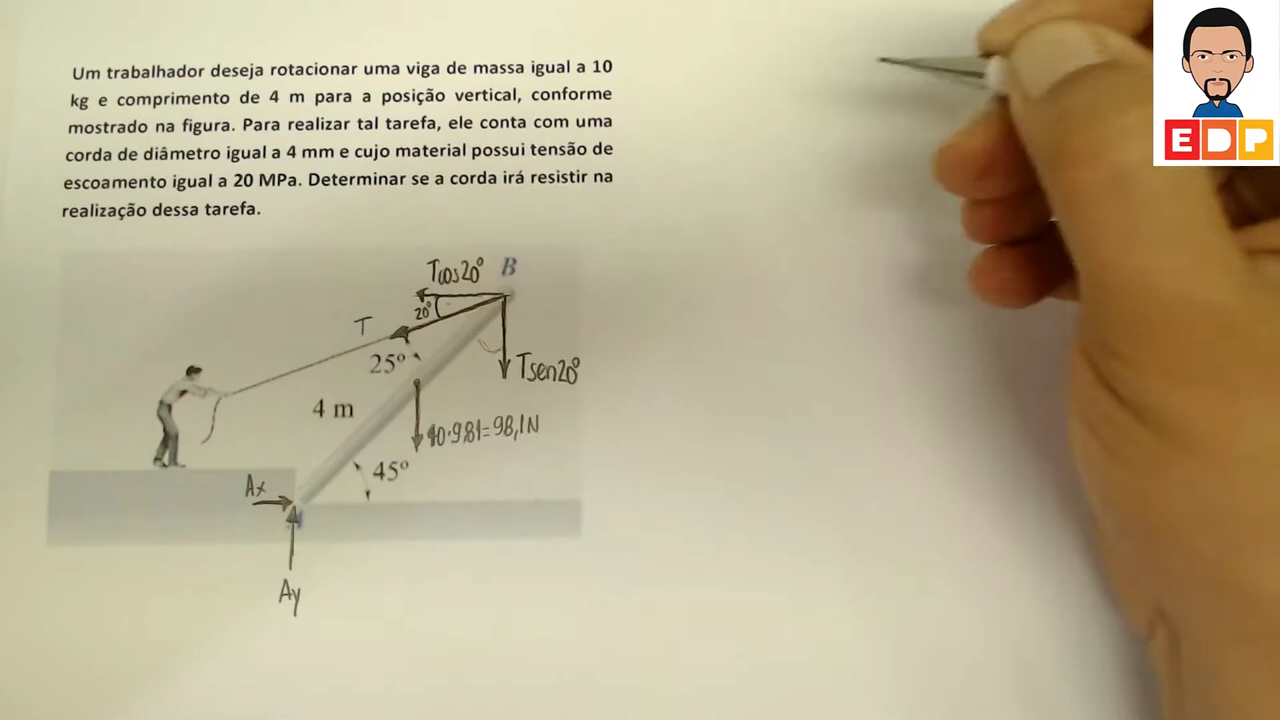 Um trabalhador deseja rotacionar uma viga de massa igual a 10
kg e comprimento de 4 m para a posição vertical, conforme
mostrado na figura. Para realizar tal tarefa, ele conta com uma
corda de diâmetro igual a 4 mm e cujo material possui tensão de
escoamento igual a 20 MPa. Determinar se a corda irá resistir na
realização dessa tarefa.
Tcos20° B
20°
T
25°
Tsen20°
4 m
10·9,81=98,1N
45°
Ax
Ay
EDP